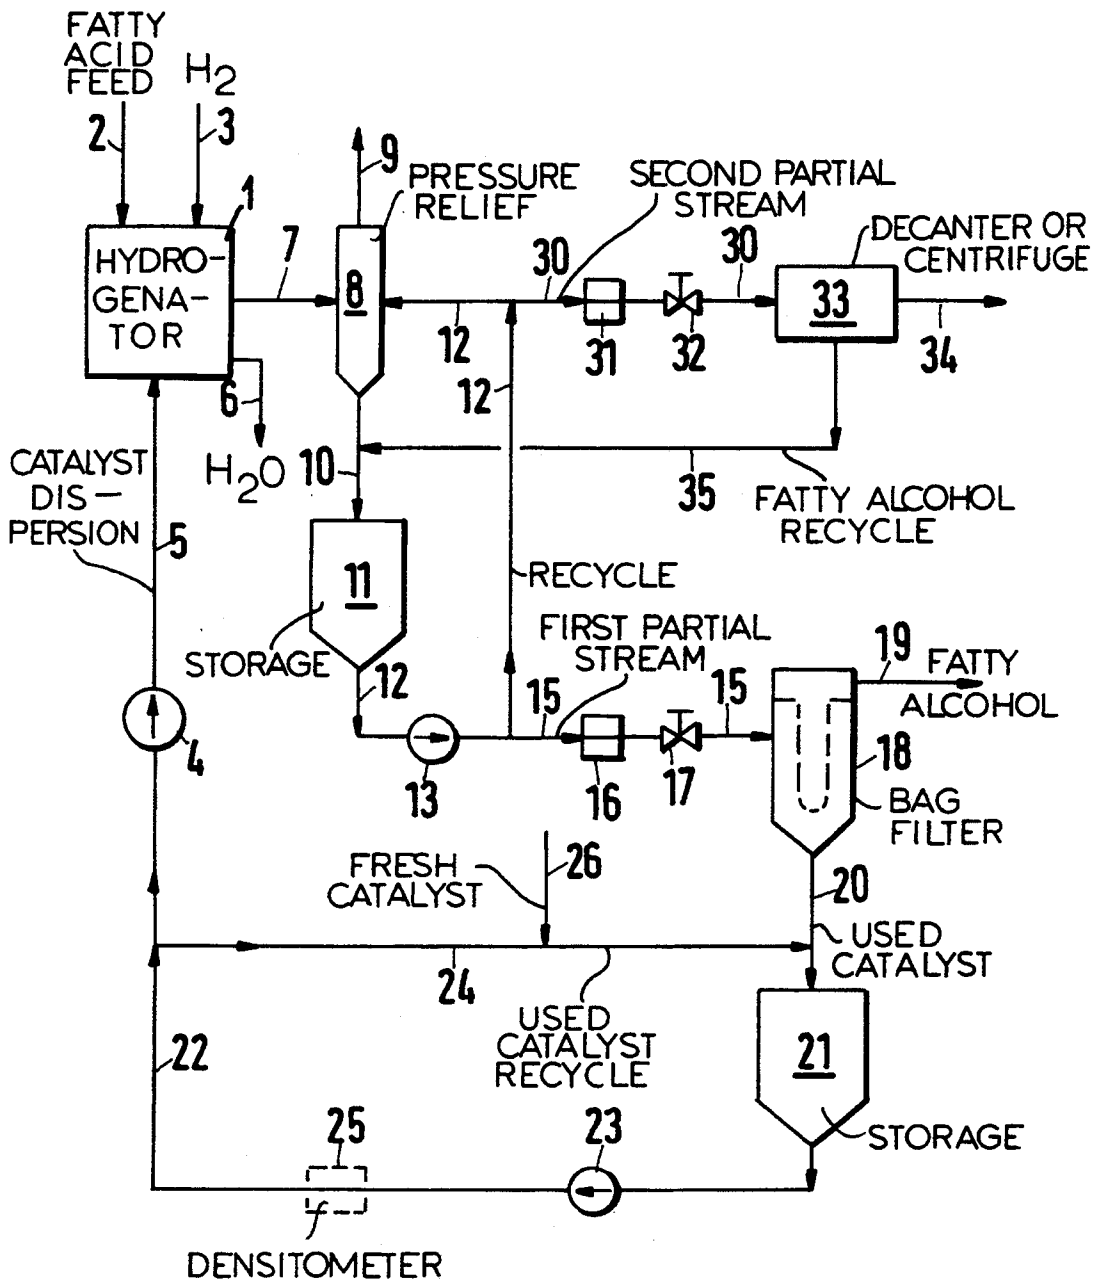 FATTY
ACID
FEED
H2
2
3
9
PRESSURE
RELIEF
SECOND PARTIAL
STREAM
DECANTER OR
CENTRIFUGE
1
HYDRO-
GENA-
TOR
7
8
30
30
33
12
31
32
34
6
12
H2O
10
35
FATTY ALCOHOL
RECYCLE
CATALYST
DIS-
PERSION
5
11
RECYCLE
STORAGE
FIRST PARTIAL
STREAM
19
FATTY
ALCOHOL
12
15
15
4
13
16
17
18
BAG
FILTER
FRESH
CATALYST
26
20
USED
CATALYST
24
USED
CATALYST
RECYCLE
22
21
STORAGE
25
23
DENSITOMETER